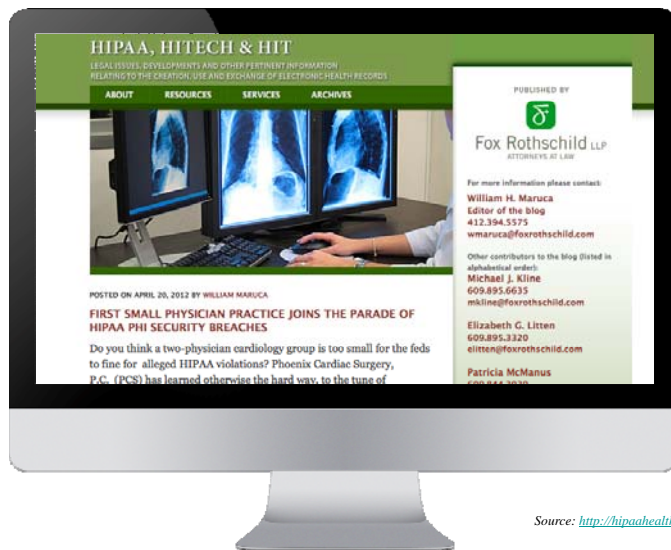 HIPAA, HITECH & HIT
LEGAL ISSUES, DEVELOPMENTS AND OTHER PERTINENT INFORMATION
RELATING TO THE CREATION, USE AND EXCHANGE OF ELECTRONIC HEALTH RECORDS
ABOUT RESOURCES SERVICES ARCHIVES
POSTED ON APRIL 20, 2012 BY WILLIAM MARUCA
FIRST SMALL PHYSICIAN PRACTICE JOINS THE PARADE OF
HIPAA PHI SECURITY BREACHES
Do you think a two-physician cardiology group is too small for the feds
to fine for alleged HIPAA violations? Phoenix Cardiac Surgery,
P.C. (PCS) has learned otherwise the hard way, to the tune of
PUBLISHED BY
Fox Rothschild LLP
ATTORNEYS AT LAW
For more information please contact:
William H. Maruca
Editor of the blog
412.394.5575
wmaruca@foxrothschild.com
Other contributors to the blog (listed in
alphabetical order):
Michael J. Kline
609.895.6635
mkline@foxrothschild.com
Elizabeth G. Litten
609.895.3320
elitten@foxrothschild.com
Patricia McManus
Source: http://hipaahealth